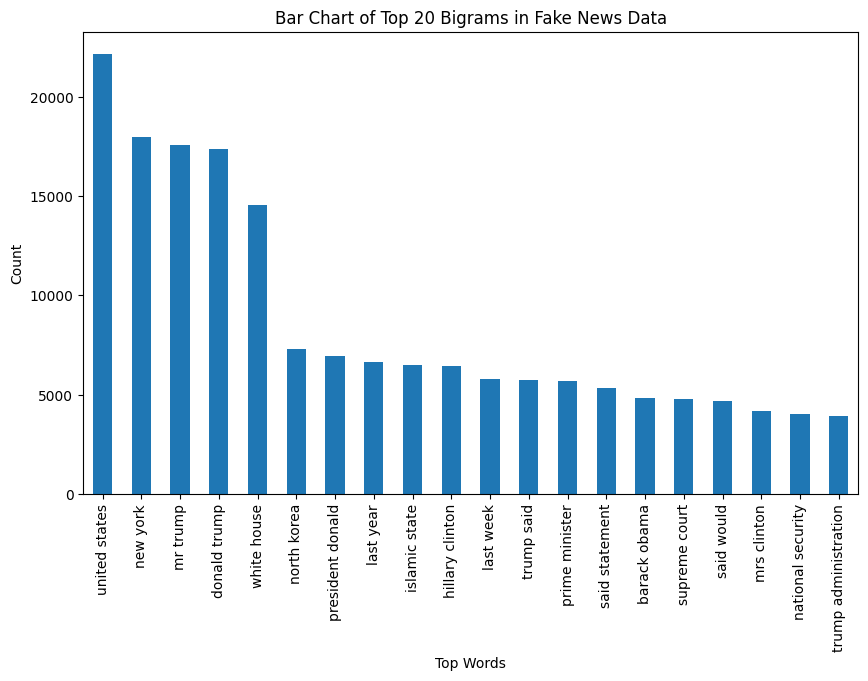 Bar Chart of Top 20 Bigrams in Fake News Data
Count
20000
15000
10000
5000
0
united states
new york
mr trump
donald trump
white house
north korea
president donald
last year
islamic state
hillary clinton
last week
trump said
prime minister
said statement
barack obama
supreme court
said would
mrs clinton
national security
trump administration
Top Words